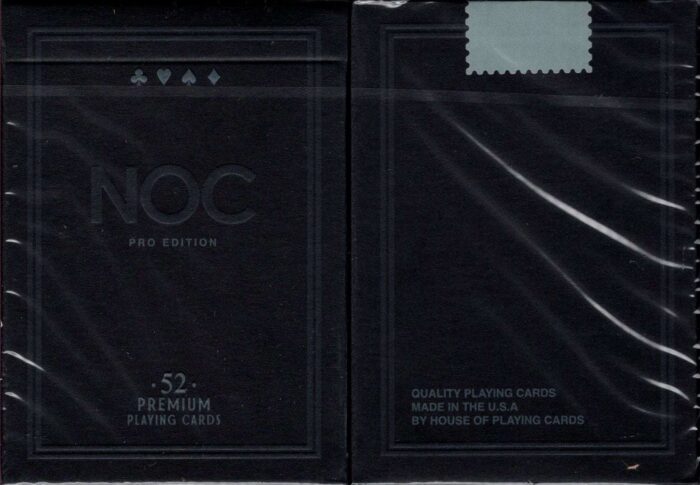 NOC
PRO EDITION
·52·
PREMIUM
PLAYING CARDS
QUALITY PLAYING CARDS
MADE IN THE U.S.A
BY HOUSE OF PLAYING CARDS